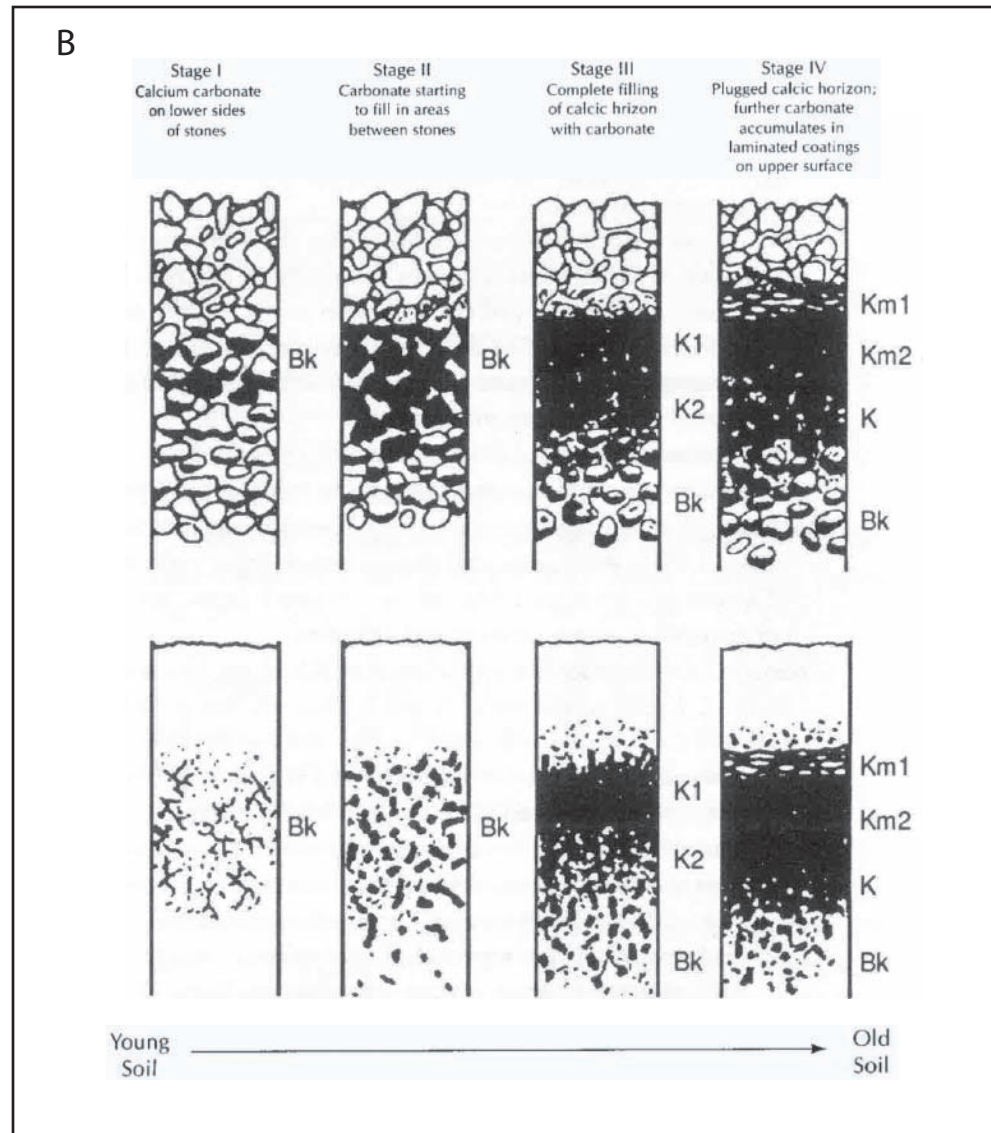 B
Stage I
Calcium carbonate
on lower sides
of stones
Stage II
Carbonate starting
to fill in areas
between stones
Stage III
Complete filling
of calcic hrizon
with carbonate
Stage IV
Plugged calcic horizon;
further carbonate
accumulates in
laminated coatings
on upper surface
Bk
Bk
K1
K2
Bk
Km1
Km2
K
Bk
Bk
Bk
K1
K2
Bk
Km1
Km2
K
Bk
Young
Soil
Old
Soil